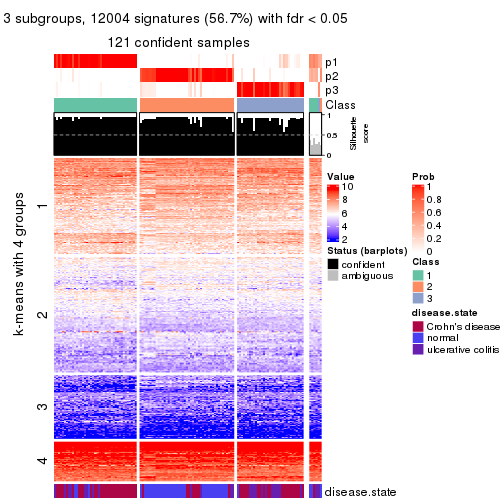 3 subgroups, 12004 signatures (56.7%) with fdr < 0.05
121 confident samples
p1
p2
p3
Class
1
0.5
0
Silhouette
score
k-means with 4 groups
1
2
3
4
disease.state
Value
10
8
6
4
2
Status (barplots)
confident
ambiguous
Prob
1
0.8
0.6
0.4
0.2
0
Class
1
2
3
disease.state
Crohn's disease
normal
ulcerative colitis